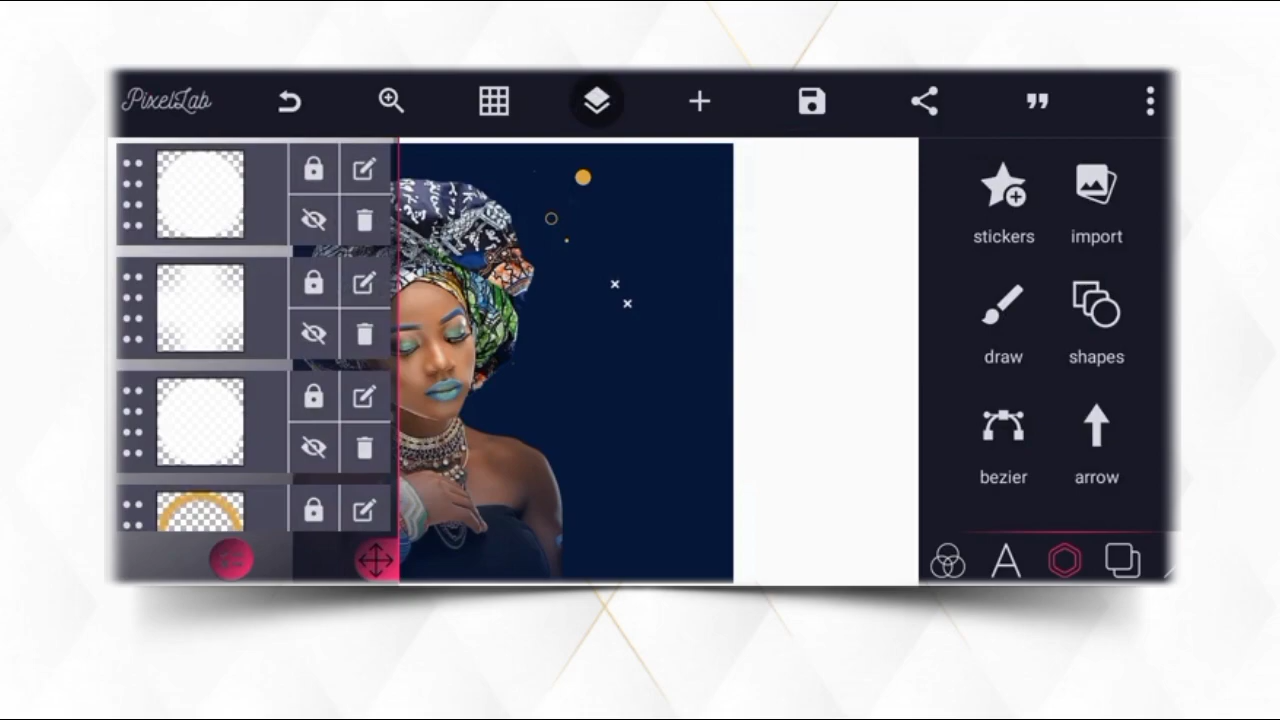 PixelLab
stickers
import
draw
shapes
bezier
arrow